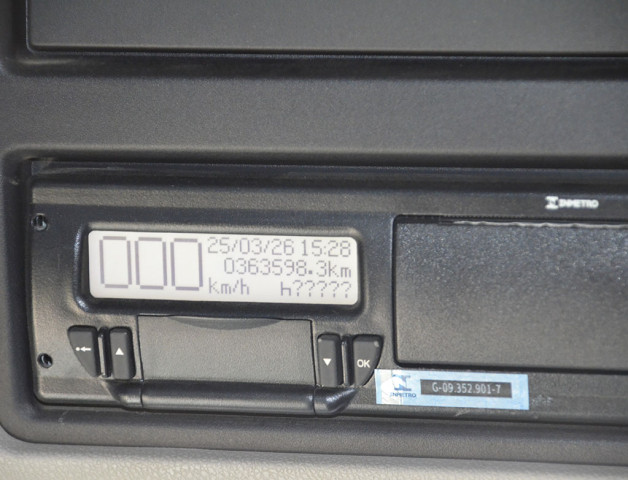 INMETRO
000
25/03/26 15:28
0363598.3km
km/h h?????
OK
INMETRO
G-09.352.901-7